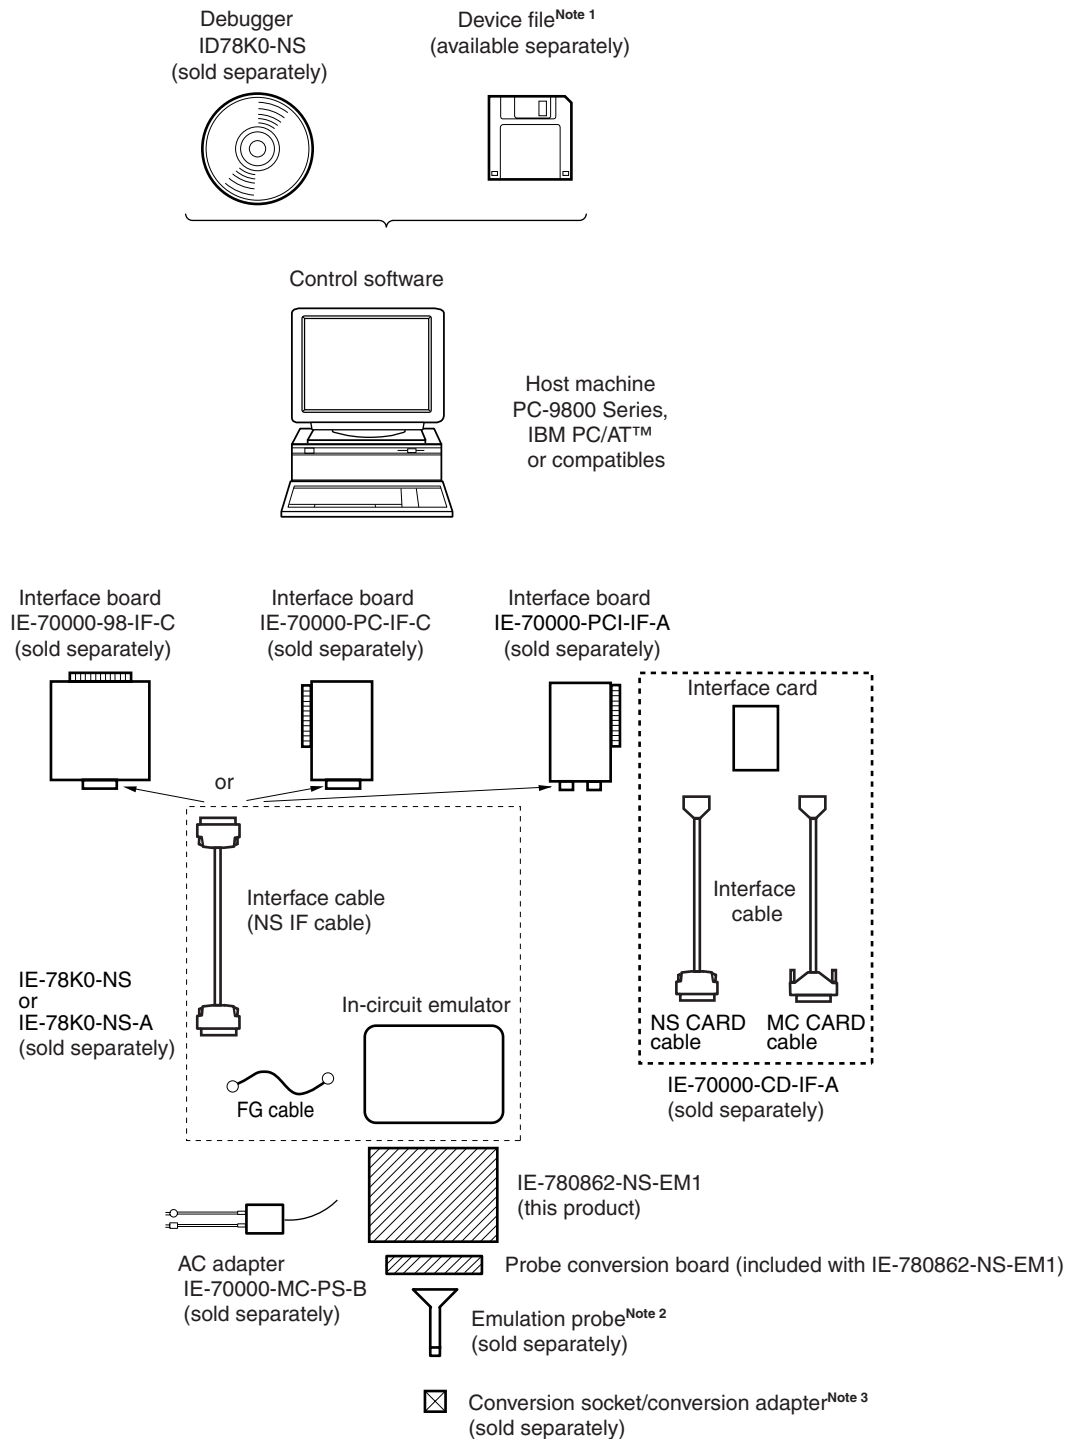 Debugger
ID78K0-NS
(sold separately)
Device fileNote 1
(available separately)
Control software
Host machine
PC-9800 Series,
IBM PC/AT™
or compatibles
Interface board
IE-70000-98-IF-C
(sold separately)
Interface board
IE-70000-PC-IF-C
(sold separately)
Interface board
IE-70000-PCI-IF-A
(sold separately)
Interface card
or
Interface cable
(NS IF cable)
Interface
cable
IE-78K0-NS
or
IE-78K0-NS-A
(sold separately)
In-circuit emulator
NS CARD
cable
MC CARD
cable
FG cable
IE-70000-CD-IF-A
(sold separately)
IE-780862-NS-EM1
(this product)
AC adapter
IE-70000-MC-PS-B
(sold separately)
Probe conversion board (included with IE-780862-NS-EM1)
Emulation probeNote 2
(sold separately)
Conversion socket/conversion adapterNote 3
(sold separately)